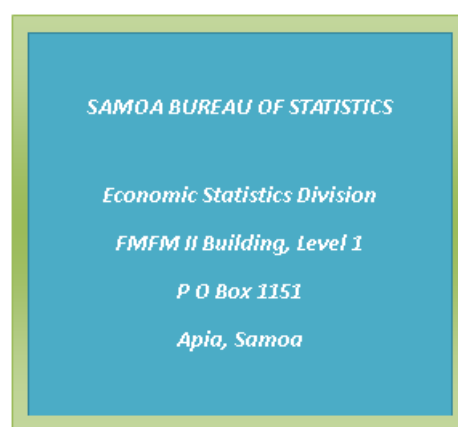 SAMOA BUREAU OF STATISTICS
Economic Statistics Division
FMFM II Building, Level 1
P O Box 1151
Apia, Samoa